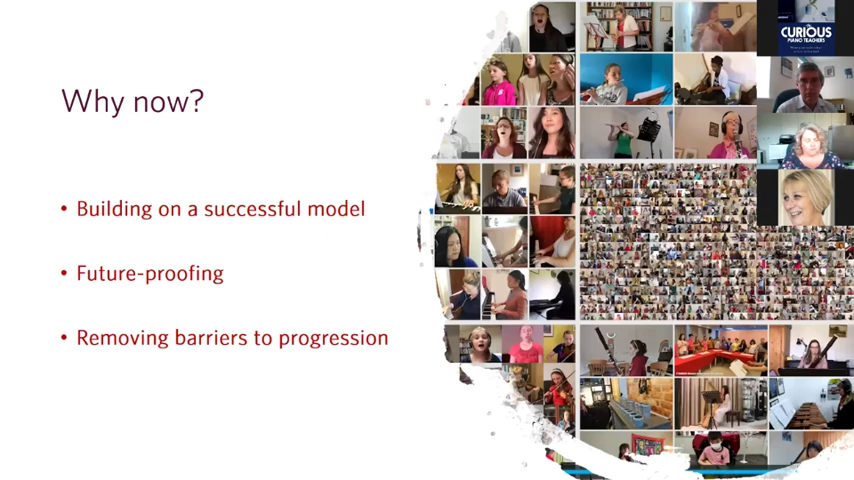 Why now?
• Building on a successful model
• Future-proofing
• Removing barriers to progression
CURIOUS
PIANO TEACHERS